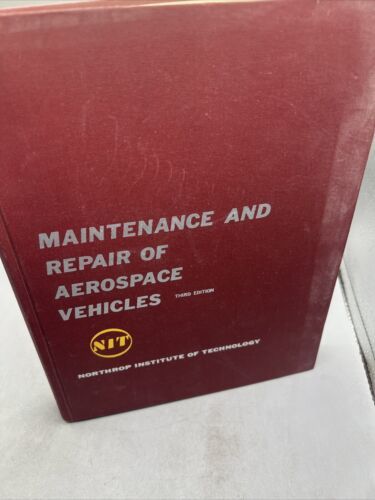 MAINTENANCE AND
REPAIR OF
AEROSPACE
VEHICLES THIRD EDITION
NIT
NORTHROP INSTITUTE OF TECHNOLOGY